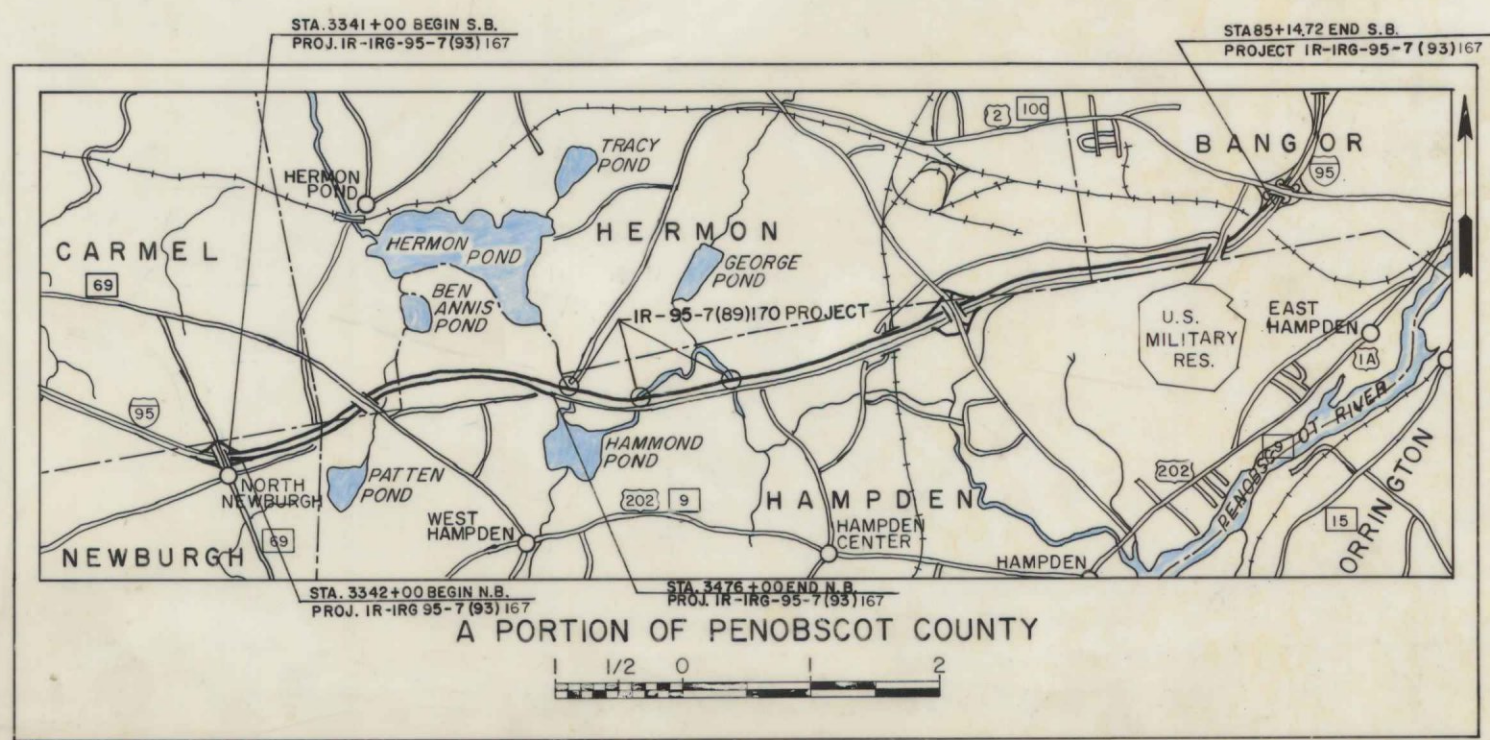 STA. 3341+00 BEGIN S.B.
PROJ. IR-IRG-95-7(93)167
STA 85+14.72 END S.B.
PROJECT IR-IRG-95-7(93)167
2 100
BANGOR
95
TRACY
POND
HERMON
POND
HERMON
CARMEL
HERMON
POND
GEORGE
POND
69
BEN
ANNIS
POND
IR-95-7(89)170 PROJECT
U.S.
MILITARY
RES.
EAST
HAMPDEN
1A
95
HAMMOND
POND
PENOBSCOT RIVER
9
NORTH
NEWBURGH
PATTEN
POND
202
ORRINGTON
202 9
HAMPDEN
WEST
HAMPDEN
15
69
HAMPDEN
CENTER
NEWBURGH
HAMPDEN
STA. 3342+00 BEGIN N.B.
PROJ. IR-IRG 95-7(93)167
STA. 3476+00 END N.B.
PROJ. IR-IRG-95-7(93)167
A PORTION OF PENOBSCOT COUNTY
1 1/2 0 1 2